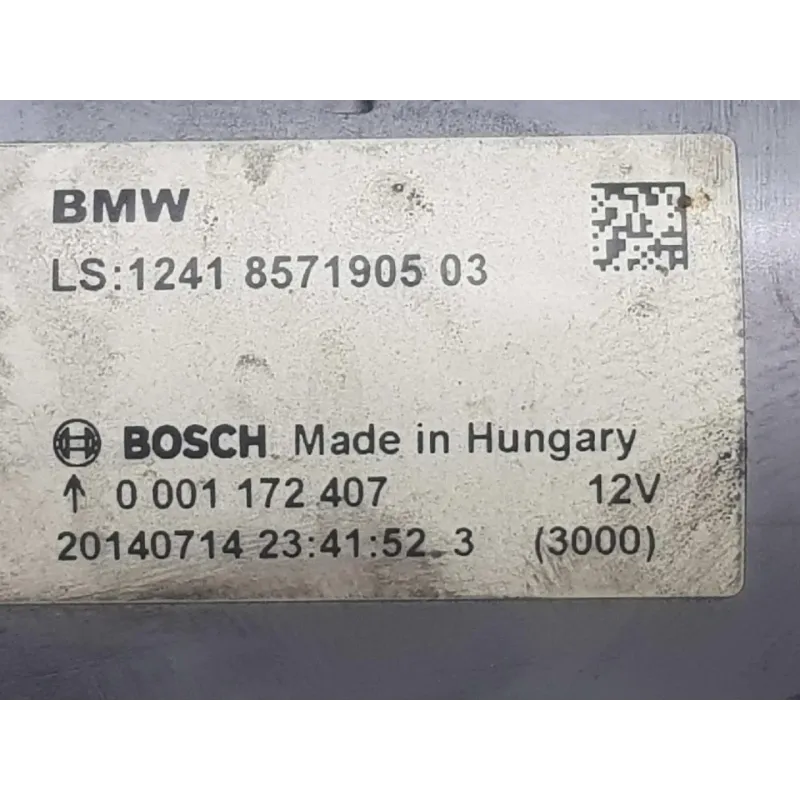 BMW
LS:1241 8571905 03
BOSCH Made in Hungary
↑ 0 001 172 407 12V
20140714 23:41:52 3 (3000)